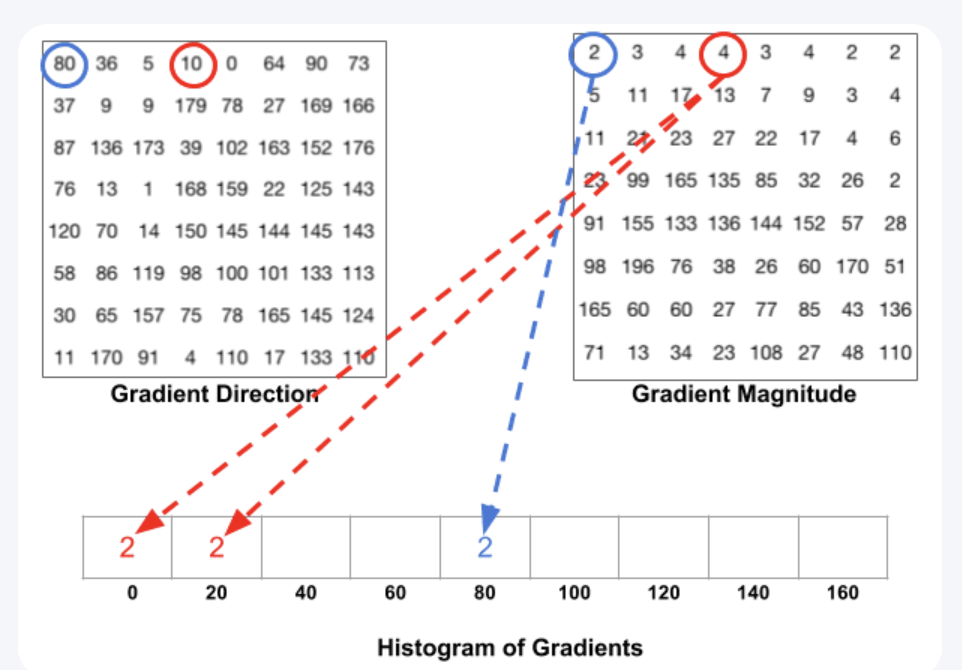 80 36 5 10 0 64 90 73
37 9 9 179 78 27 169 166
87 136 173 39 102 163 152 176
76 13 1 168 159 22 125 143
120 70 14 150 145 144 145 143
58 86 119 98 100 101 133 113
30 65 157 75 78 165 145 124
11 170 91 4 110 17 133 110
Gradient Direction
2 3 4 4 3 4 2 2
5 11 17 13 7 9 3 4
11 21 23 27 22 17 4 6
23 99 165 135 85 32 26 2
91 155 133 136 144 152 57 28
98 196 76 38 26 60 170 51
165 60 60 27 77 85 43 136
71 13 34 23 108 27 48 110
Gradient Magnitude
2 2 2
0 20 40 60 80 100 120 140 160
Histogram of Gradients